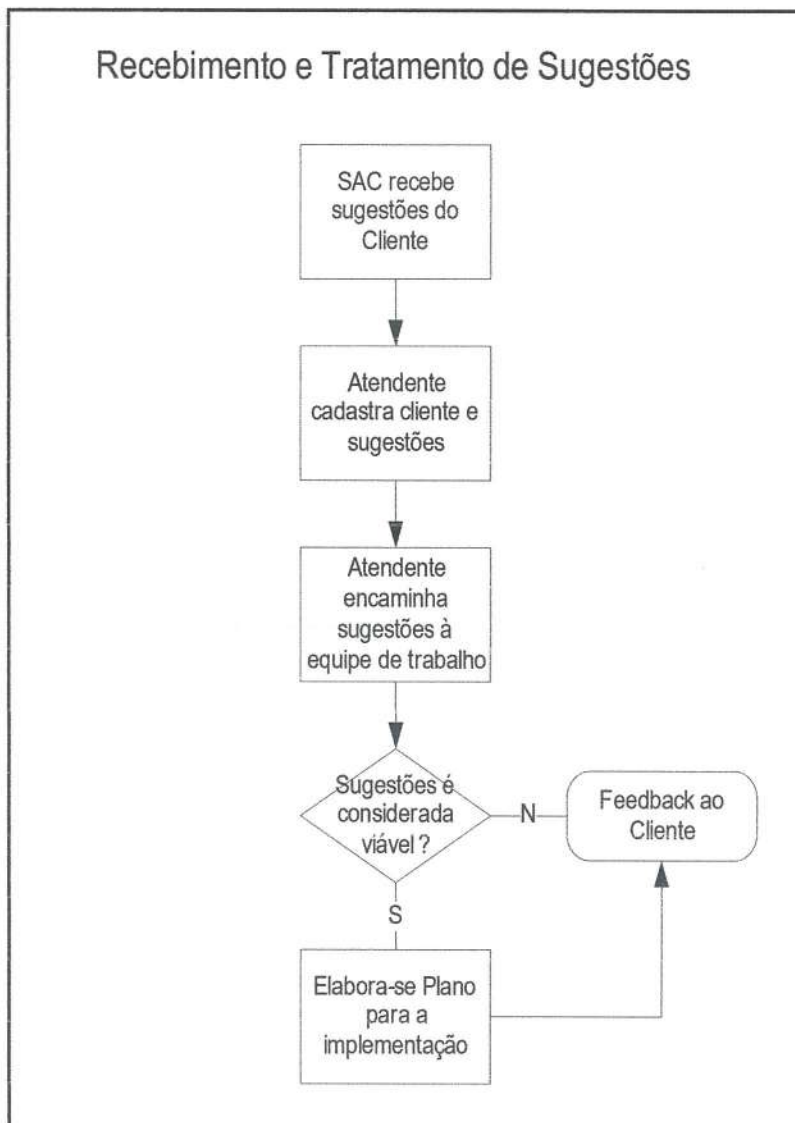 Recebimento e Tratamento de Sugestões
SAC recebe
sugestões do
Cliente
Atendente
cadastra cliente e
sugestões
Atendente
encaminha
sugestões à
equipe de trabalho
Sugestões é
considerada
viável ?
N
Feedback ao
Cliente
S
Elabora-se Plano
para a
implementação